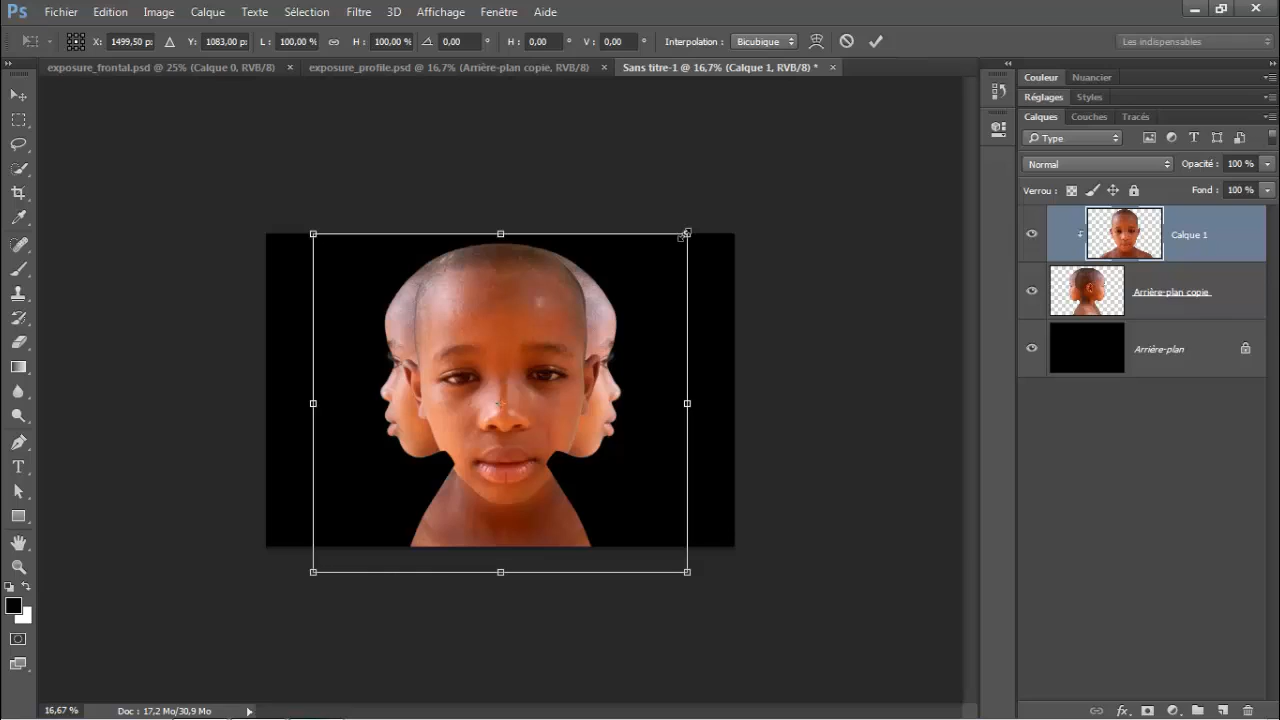 Ps Fichier Edition Image Calque Texte Sélection Filtre 3D Affichage Fenêtre Aide
X: 1499,50 px Y: 1083,00 px L: 100,00 % H: 100,00 % 0,00 ° H: 0,00 ° V: 0,00 ° Interpolation : Bicubique Les indispensables
exposure_frontal.psd @ 25% (Calque 0, RVB/8) × exposure_profile.psd @ 16,7% (Arrière-plan copie, RVB/8) × Sans titre-1 @ 16,7% (Calque 1, RVB/8) * ×
Couleur Nuancier
Réglages Styles
Calques Couches Tracés
Type
Normal Opacité : 100 %
Verrou : Fond : 100 %
Calque 1
Arrière-plan copie
Arrière-plan
16,67 % Doc : 17,2 Mo/30,9 Mo